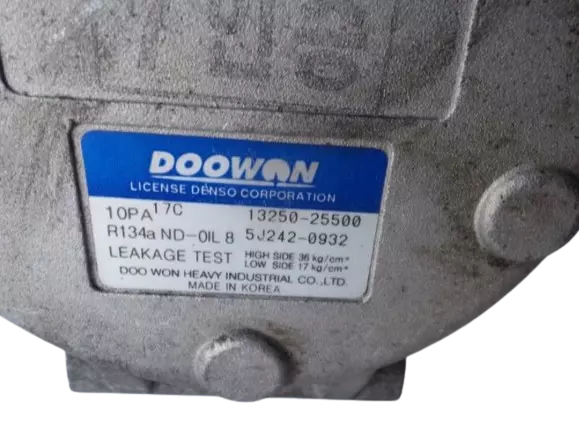 DOOWON
LICENSE DENSO CORPORATION
10PA17C 13250-25500
R134a ND-OIL 8 5J242-0932
LEAKAGE TEST HIGH SIDE 36 kg/cm²
LOW SIDE 17 kg/cm²
DOO WON HEAVY INDUSTRIAL CO.,LTD.
MADE IN KOREA